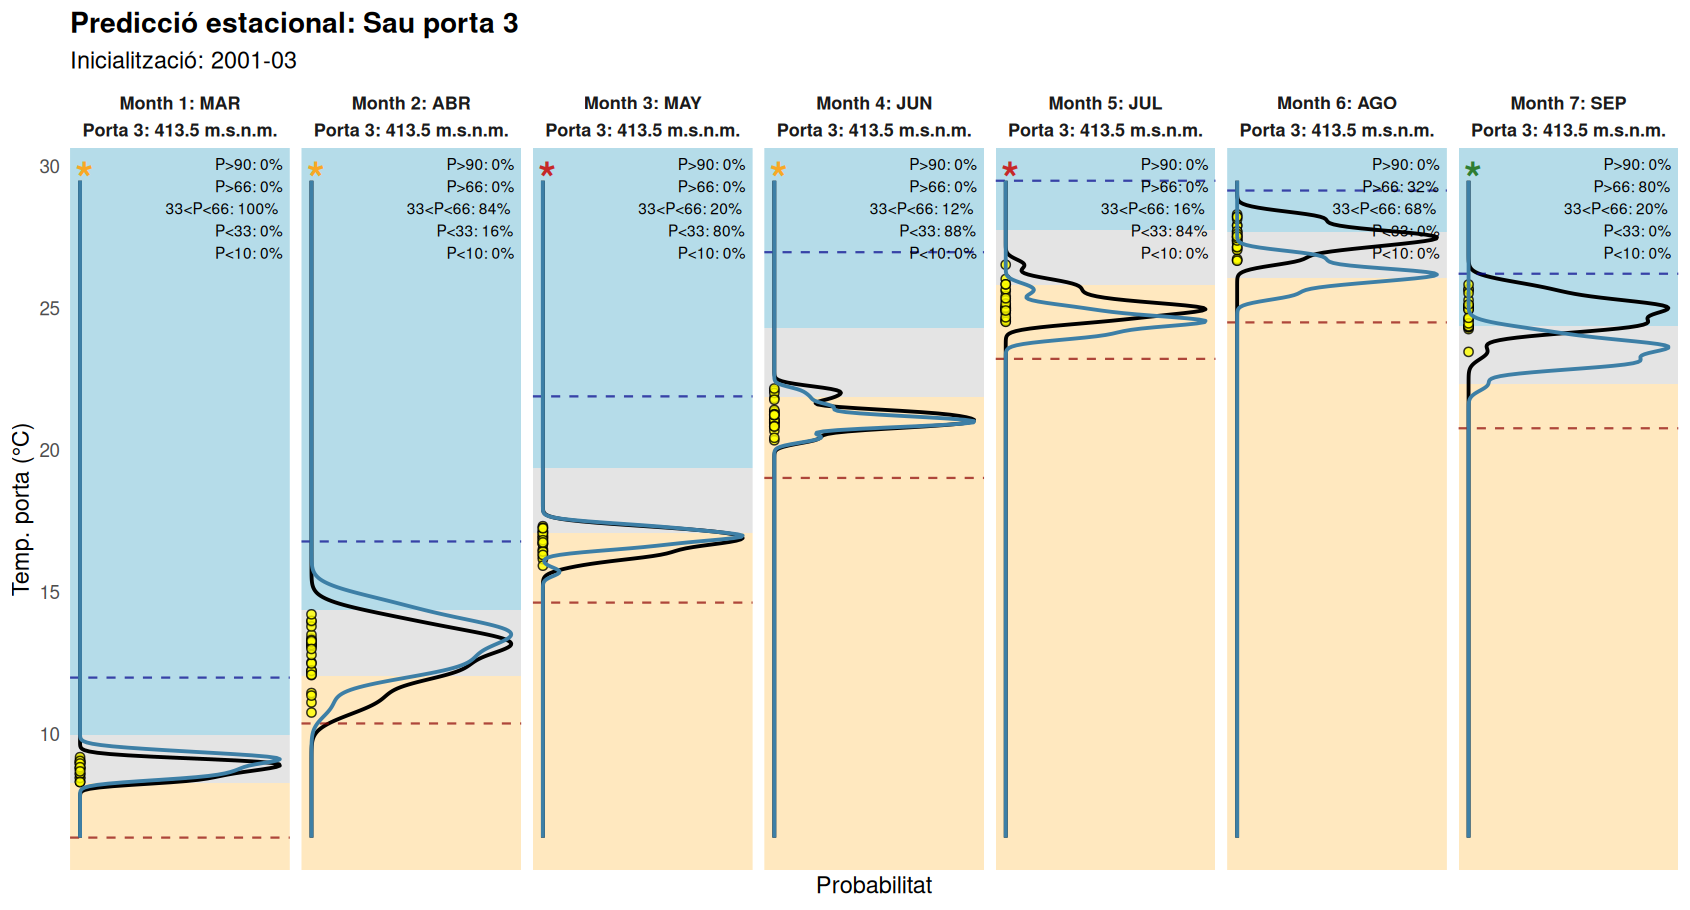 Predicció estacional: Sau porta 3
Inicialització: 2001-03
Month 1: MAR
Porta 3: 413.5 m.s.n.m.
Month 2: ABR
Porta 3: 413.5 m.s.n.m.
Month 3: MAY
Porta 3: 413.5 m.s.n.m.
Month 4: JUN
Porta 3: 413.5 m.s.n.m.
Month 5: JUL
Porta 3: 413.5 m.s.n.m.
Month 6: AGO
Porta 3: 413.5 m.s.n.m.
Month 7: SEP
Porta 3: 413.5 m.s.n.m.
Temp. porta (°C)
30
25
20
15
10
*
P>90: 0%
P>66: 0%
33<P<66: 100%
P<33: 0%
P<10: 0%
*
P>90: 0%
P>66: 0%
33<P<66: 84%
P<33: 16%
P<10: 0%
*
P>90: 0%
P>66: 0%
33<P<66: 20%
P<33: 80%
P<10: 0%
*
P>90: 0%
P>66: 0%
33<P<66: 12%
P<33: 88%
P<10: 0%
*
P>90: 0%
P>66: 0%
33<P<66: 16%
P<33: 84%
P<10: 0%
P>90: 0%
P>66: 32%
33<P<66: 68%
P<33: 0%
P<10: 0%
*
P>90: 0%
P>66: 80%
33<P<66: 20%
P<33: 0%
P<10: 0%
Probabilitat